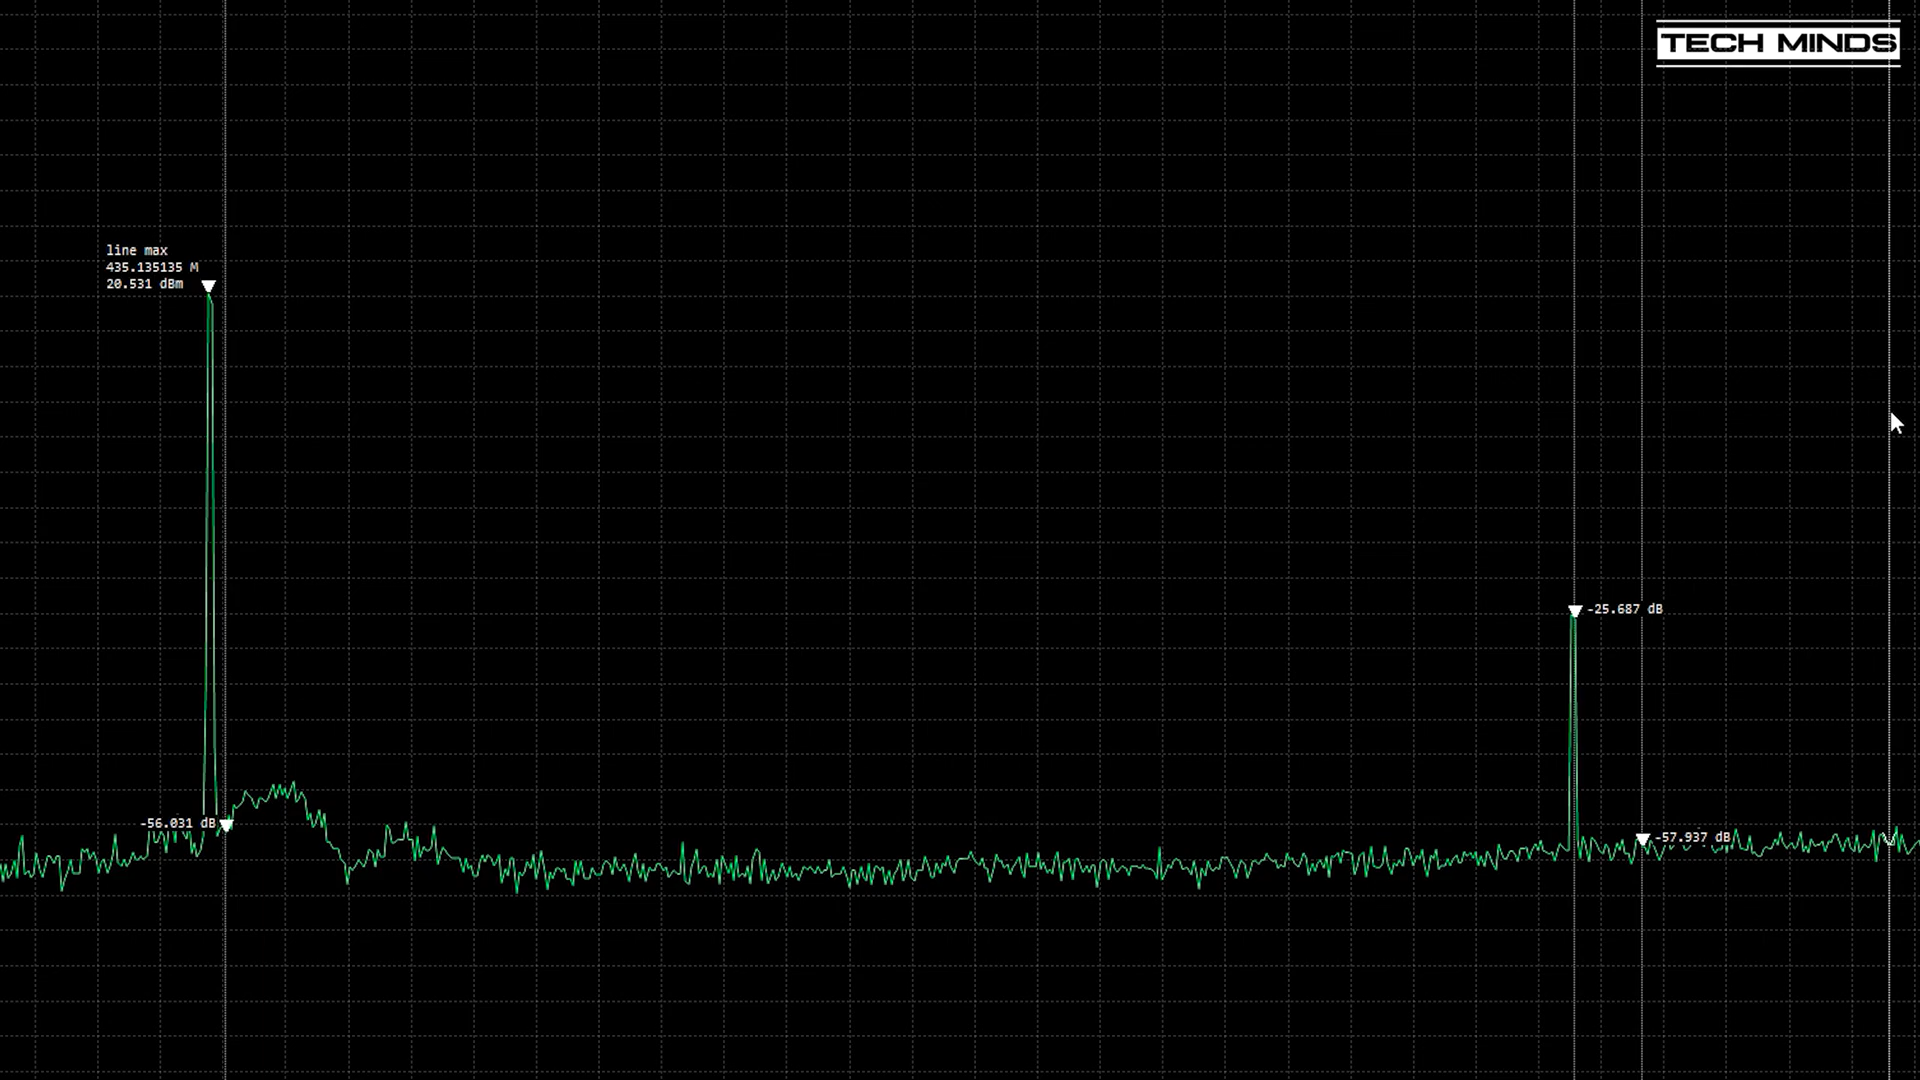 TECH MINDS
line max
435.135135 M
20.531 dBm
-25.687 dB
-56.031 dB
-57.937 dB